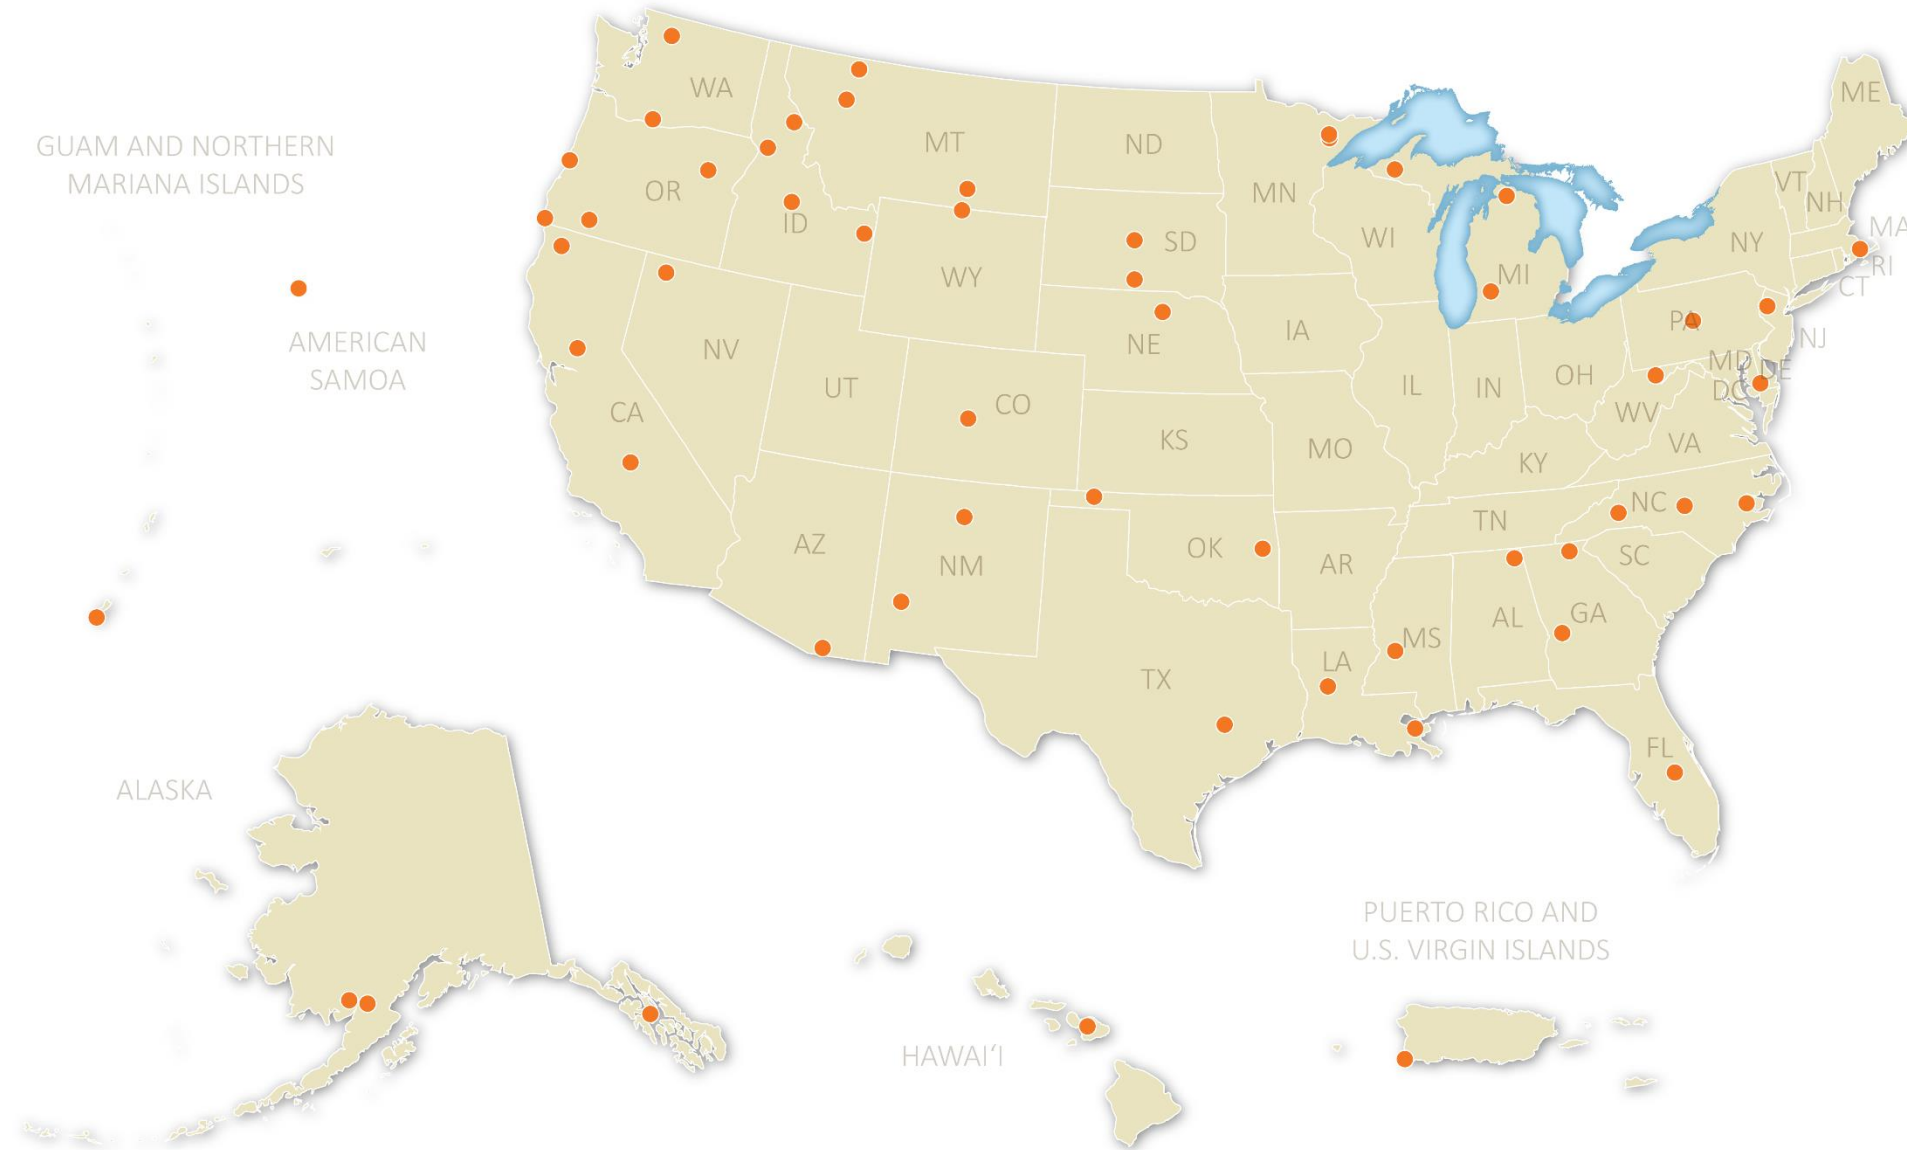 GUAM AND NORTHERN
MARIANA ISLANDS
AMERICAN
SAMOA
WA
MT
ND
MN
OR
ID
SD
WI
MI
WY
NE
IA
NV
UT
CO
CA
KS
MO
IL
IN
OH
KY
WV
VA
PA
NY
VT
NH
ME
MA
RI
CT
NJ
MD
DE
DC
AZ
NM
OK
AR
TN
NC
SC
MS
AL
GA
LA
TX
FL
ALASKA
HAWAIʻI
PUERTO RICO AND
U.S. VIRGIN ISLANDS